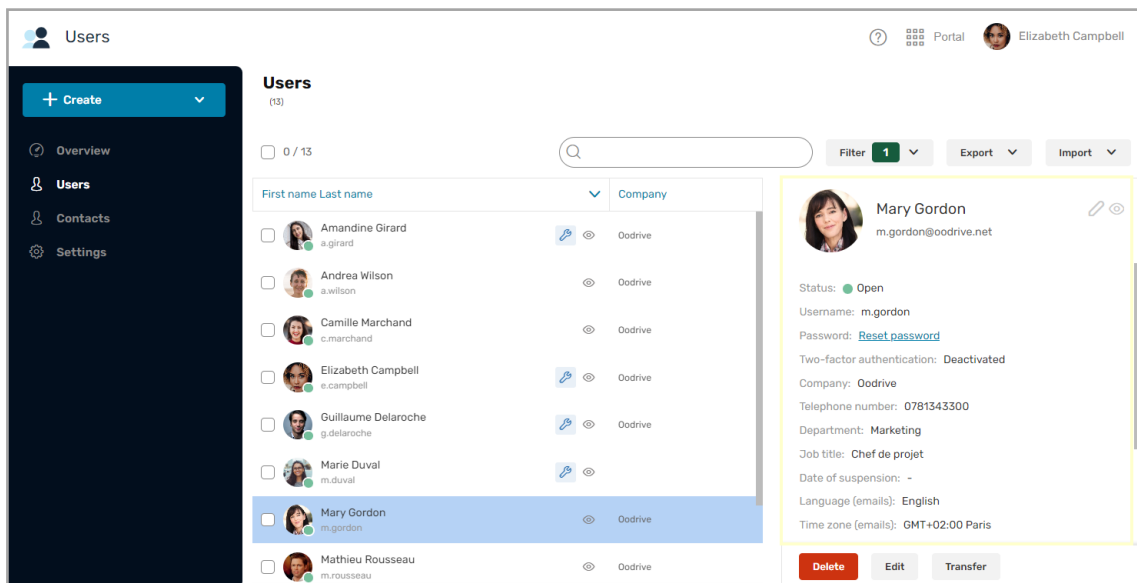 Users
Portal
Elizabeth Campbell
Create
Overview
Users
Contacts
Settings
Users
(13)
0 / 13
Filter 1
Export
Import
First name Last name
Company
Amandine Girard
a.girard
Oodrive
Andrea Wilson
a.wilson
Oodrive
Camille Marchand
c.marchand
Oodrive
Elizabeth Campbell
e.campbell
Oodrive
Guillaume Delaroche
g.delaroche
Oodrive
Marie Duval
m.duval
Mary Gordon
m.gordon
Oodrive
Mathieu Rousseau
m.rousseau
Oodrive
Mary Gordon
m.gordon@oodrive.net
Status: Open
Username: m.gordon
Password: Reset password
Two-factor authentication: Deactivated
Company: Oodrive
Telephone number: 0781343300
Department: Marketing
Job title: Chef de projet
Date of suspension: -
Language (emails): English
Time zone (emails): GMT+02:00 Paris
Delete
Edit
Transfer